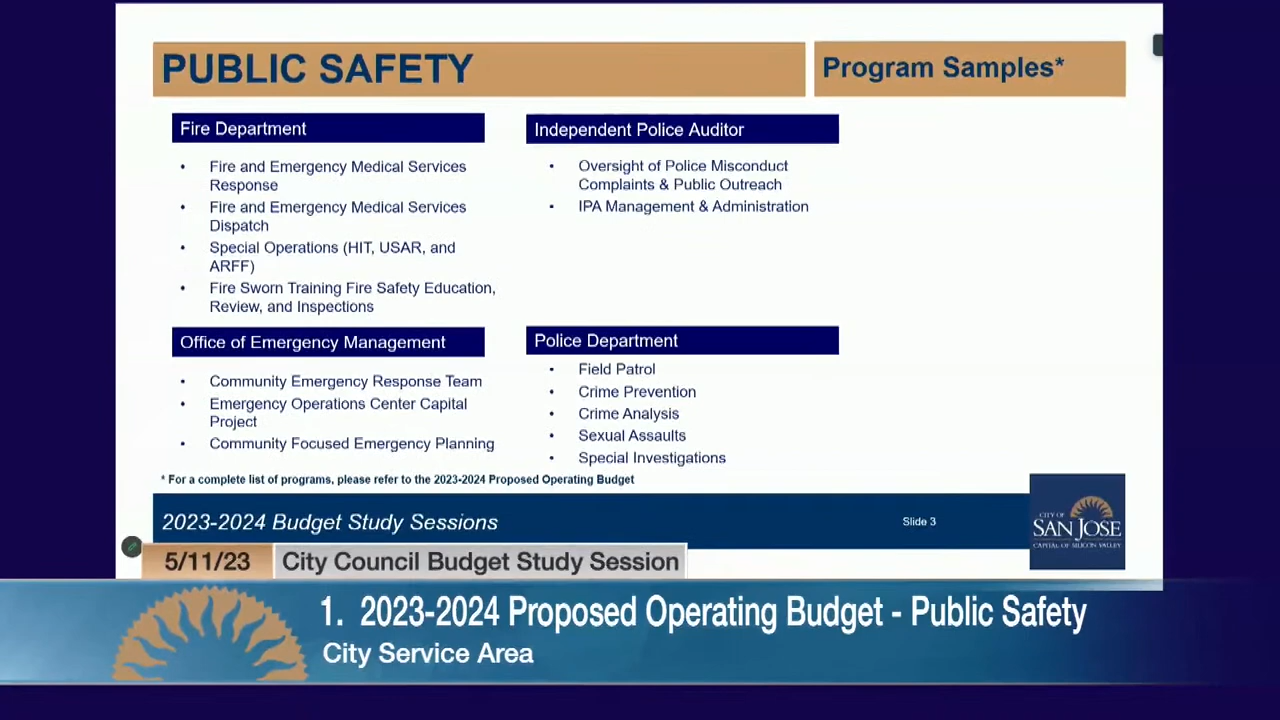 PUBLIC SAFETY
Program Samples*
Fire Department
• Fire and Emergency Medical Services
Response
• Fire and Emergency Medical Services
Dispatch
• Special Operations (HIT, USAR, and
ARFF)
• Fire Sworn Training Fire Safety Education,
Review, and Inspections
Independent Police Auditor
• Oversight of Police Misconduct
Complaints & Public Outreach
• IPA Management & Administration
Office of Emergency Management
• Community Emergency Response Team
• Emergency Operations Center Capital
Project
• Community Focused Emergency Planning
Police Department
• Field Patrol
• Crime Prevention
• Crime Analysis
• Sexual Assaults
• Special Investigations
* For a complete list of programs, please refer to the 2023-2024 Proposed Operating Budget
2023-2024 Budget Study Sessions
Slide 3
CITY OF
SAN JOSE
CAPITAL OF SILICON VALLEY
5/11/23
City Council Budget Study Session
1. 2023-2024 Proposed Operating Budget - Public Safety
City Service Area